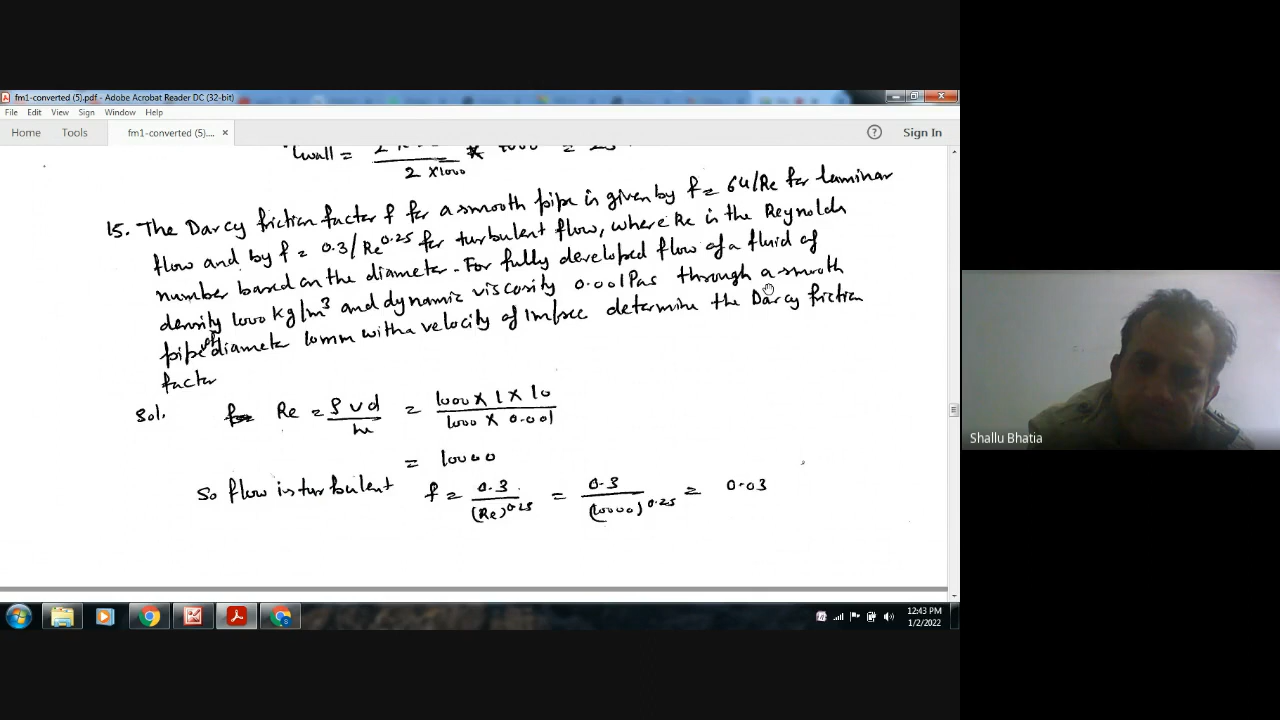 fm1-converted (5).pdf - Adobe Acrobat Reader DC (32-bit)
File Edit View Sign Window Help
Home Tools fm1-converted (5).... × ? Sign In
wall =
2 × 1000
15. The Darcy friction factor f for a smooth pipe is given by f = 64/Re for laminar
flow and by f = 0.3/Re^0.25 for turbulent flow, where Re is the Reynolds
number based on the diameter. For fully developed flow of a fluid of
density 1000 kg/m^3 and dynamic viscosity 0.001 Pas through a smooth
pipe of diameter 10mm with a velocity of 1m/sec determine the Darcy friction
factor
Sol. Re = ρ v d / μ = 1000 × 1 × 10 / 1000 × 0.001
= 10000
So flow is turbulent f = 0.3 / (Re)^0.25 = 0.3 / (10000)^0.25 = 0.03
Shallu Bhatia
12:43 PM
1/2/2022